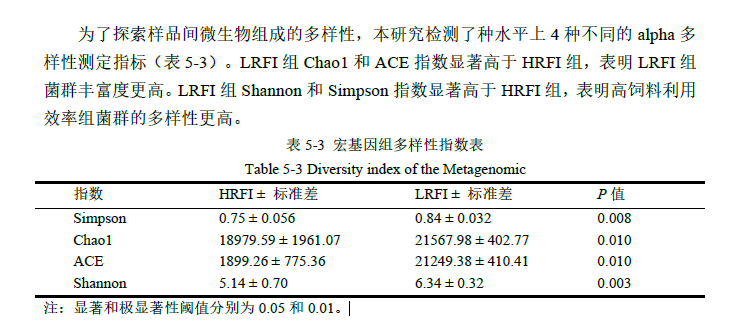 为了探索样品间微生物组成的多样性，本研究检测了种水平上 4 种不同的 alpha 多
样性测定指标（表 5-3）。LRFI 组 Chao1 和 ACE 指数显著高于 HRFI 组，表明 LRFI 组
菌群丰富度更高。LRFI 组 Shannon 和 Simpson 指数显著高于 HRFI 组，表明高饲料利用
效率组菌群的多样性更高。
表 5-3 宏基因组多样性指数表
Table 5-3 Diversity index of the Metagenomic
指数 HRFI ± 标准差 LRFI ± 标准差 P 值
Simpson 0.75 ± 0.056 0.84 ± 0.032 0.008
Chao1 18979.59 ± 1961.07 21567.98 ± 402.77 0.010
ACE 1899.26 ± 775.36 21249.38 ± 410.41 0.010
Shannon 5.14 ± 0.70 6.34 ± 0.32 0.003
注：显著和极显著性阈值分别为 0.05 和 0.01。